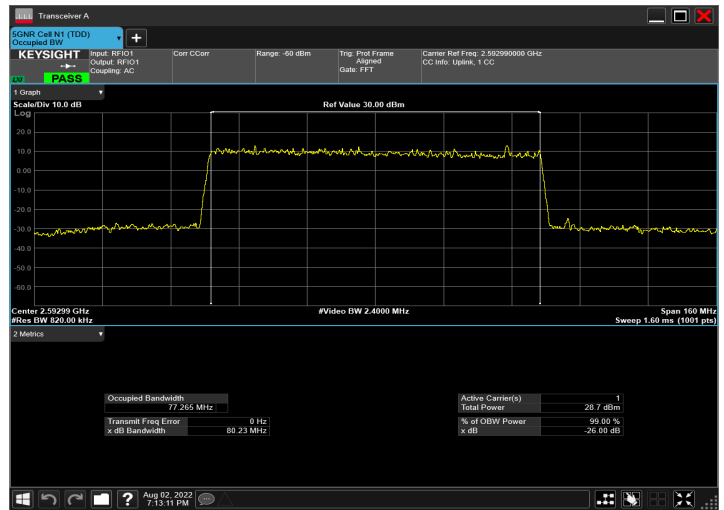 Transceiver A
5GNR Cell N1 (TDD)
Occupied BW
KEYSIGHT
LXI
PASS
Input: RFIO1
Output: RFIO1
Coupling: AC
Corr CCorr
Range: -60 dBm
Trig: Prot Frame
Aligned
Gate: FFT
Carrier Ref Freq: 2.592990000 GHz
CC Info: Uplink, 1 CC
1 Graph
Scale/Div 10.0 dB
Ref Value 30.00 dBm
Log
20.0
10.0
0.00
-10.0
-20.0
-30.0
-40.0
-50.0
-60.0
Center 2.59299 GHz
#Video BW 2.4000 MHz
Span 160 MHz
#Res BW 820.00 kHz
Sweep 1.60 ms (1001 pts)
2 Metrics
Occupied Bandwidth
77.265 MHz
Transmit Freq Error 0 Hz
x dB Bandwidth 80.23 MHz
Active Carrier(s) 1
Total Power 28.7 dBm
% of OBW Power 99.00 %
x dB -26.00 dB
Aug 02, 2022
7:13:11 PM